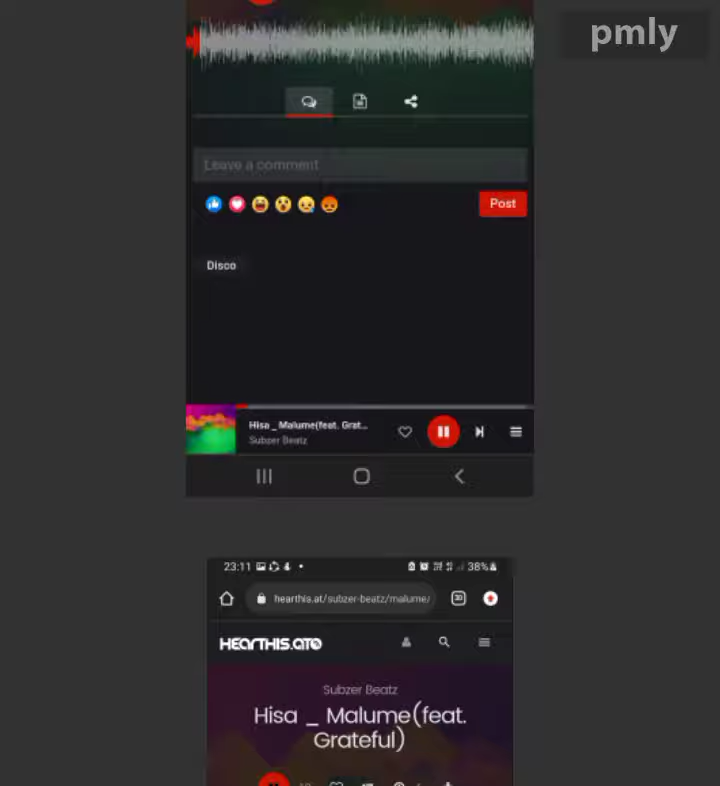 pmly
Leave a comment
Post
Disco
Hisa _ Malume(feat. Grat...
Subzer Beatz
23:11
38%
30
hearthis.at/subzer-beatz/malume/
HEARTHIS.AT
Subzer Beatz
Hisa _ Malume(feat.
Grateful)